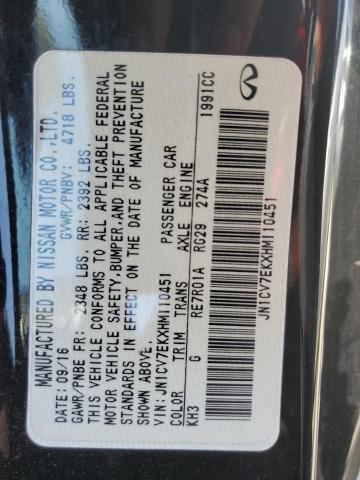 MANUFACTURED BY NISSAN MOTOR CO.,LTD.
DATE: 09/16 GVWR/PNBV: 4718 LBS.
GAWR/PNBE FR: 2348 LBS. RR: 2392 LBS.
THIS VEHICLE CONFORMS TO ALL APPLICABLE FEDERAL
MOTOR VEHICLE SAFETY,BUMPER,AND THEFT PREVENTION
STANDARDS IN EFFECT ON THE DATE OF MANUFACTURE
SHOWN ABOVE.
VIN:JN1CV7EKXHM110451 PASSENGER CAR
COLOR TRIM TRANS AXLE ENGINE
KH3 G RE7R01A RG29 274A 1991CC
JN1CV7EKXHM110451